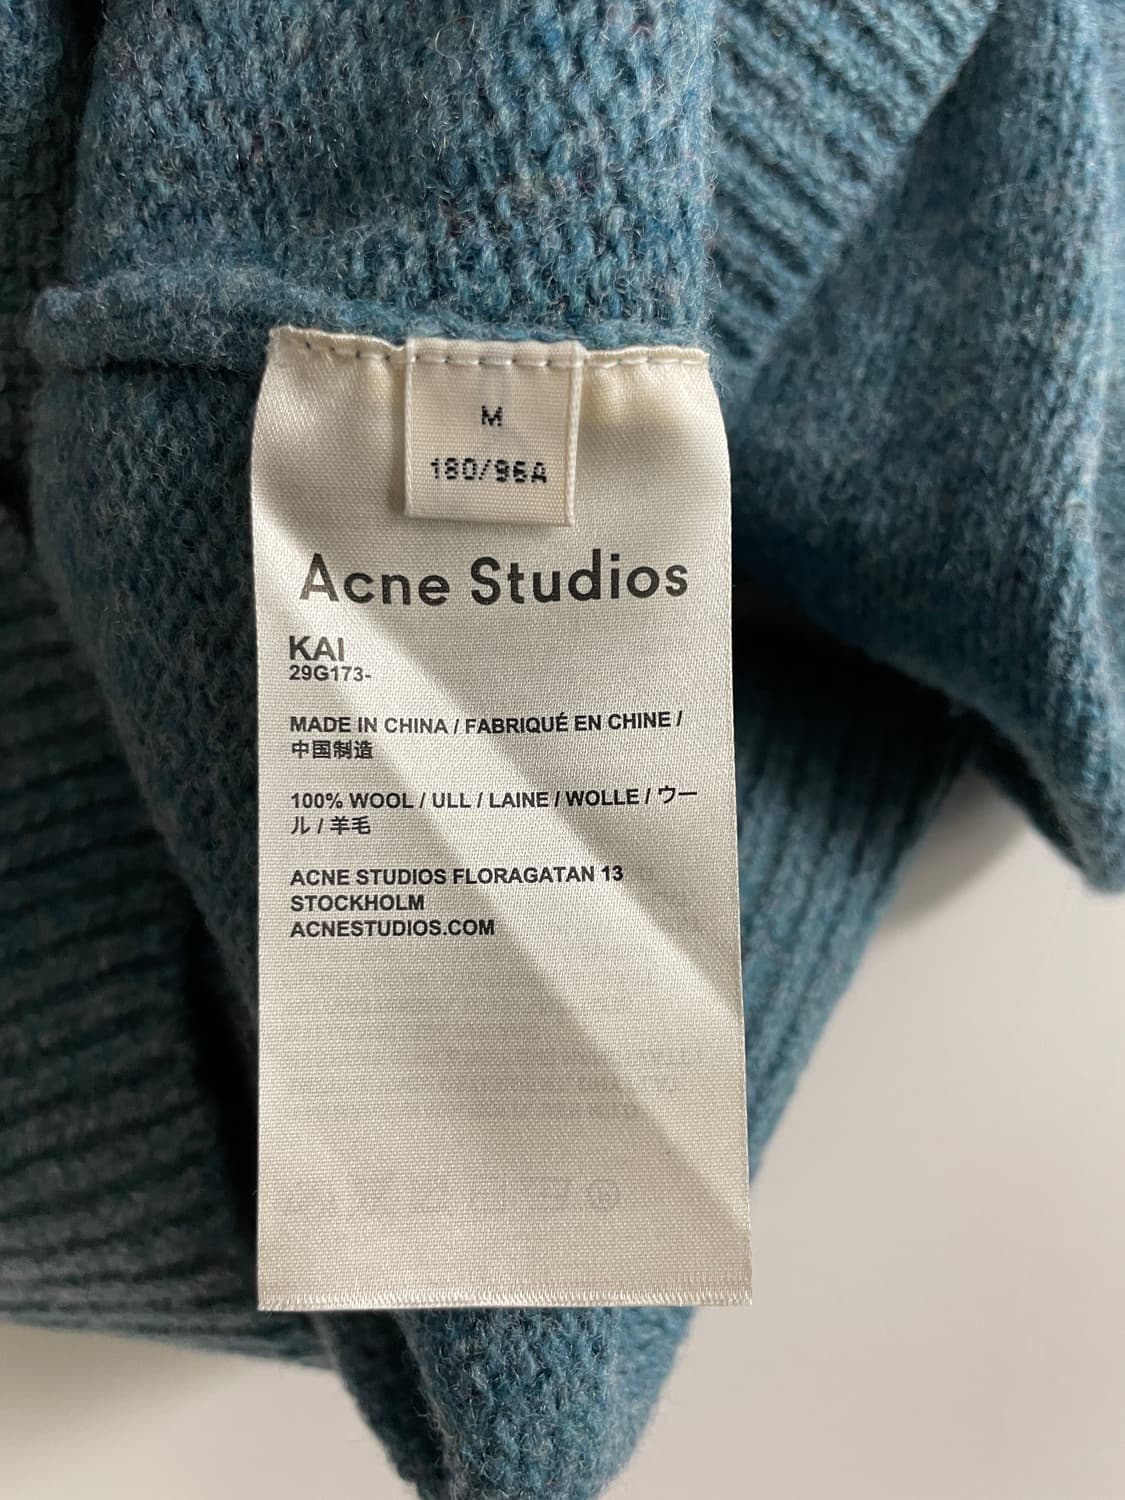 M
180/96A
Acne Studios
KAI
29G173-
MADE IN CHINA / FABRIQUÉ EN CHINE /
中国制造
100% WOOL / ULL / LAINE / WOLLE / ウー
ル / 羊毛
ACNE STUDIOS FLORAGATAN 13
STOCKHOLM
ACNESTUDIOS.COM